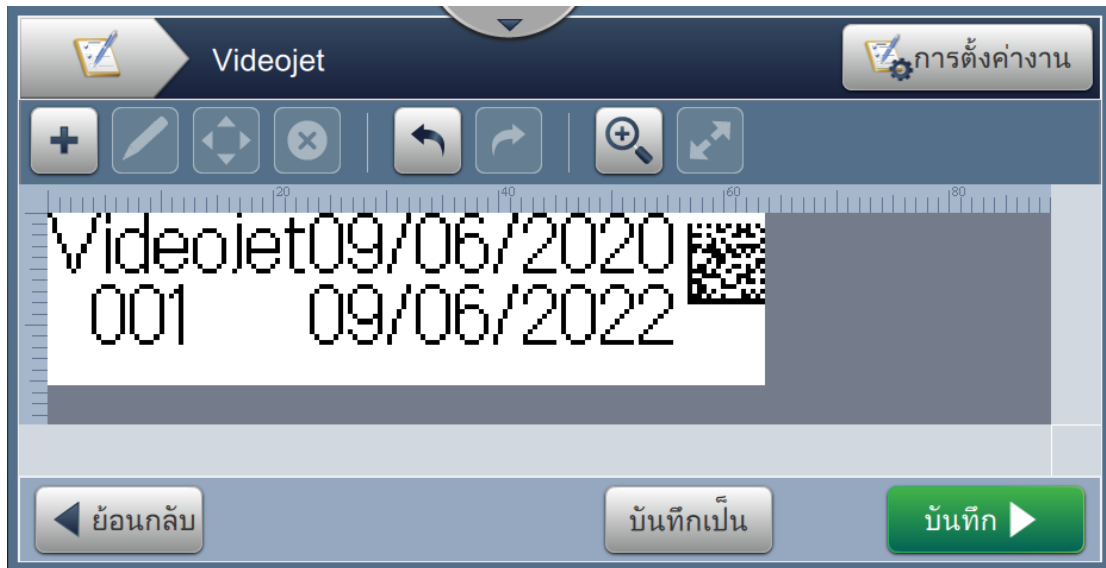 Videojet
การตั้งค่างาน
20 40 60 80
Videojet09/06/2020
001 09/06/2022
ย้อนกลับ
บันทึกเป็น
บันทึก